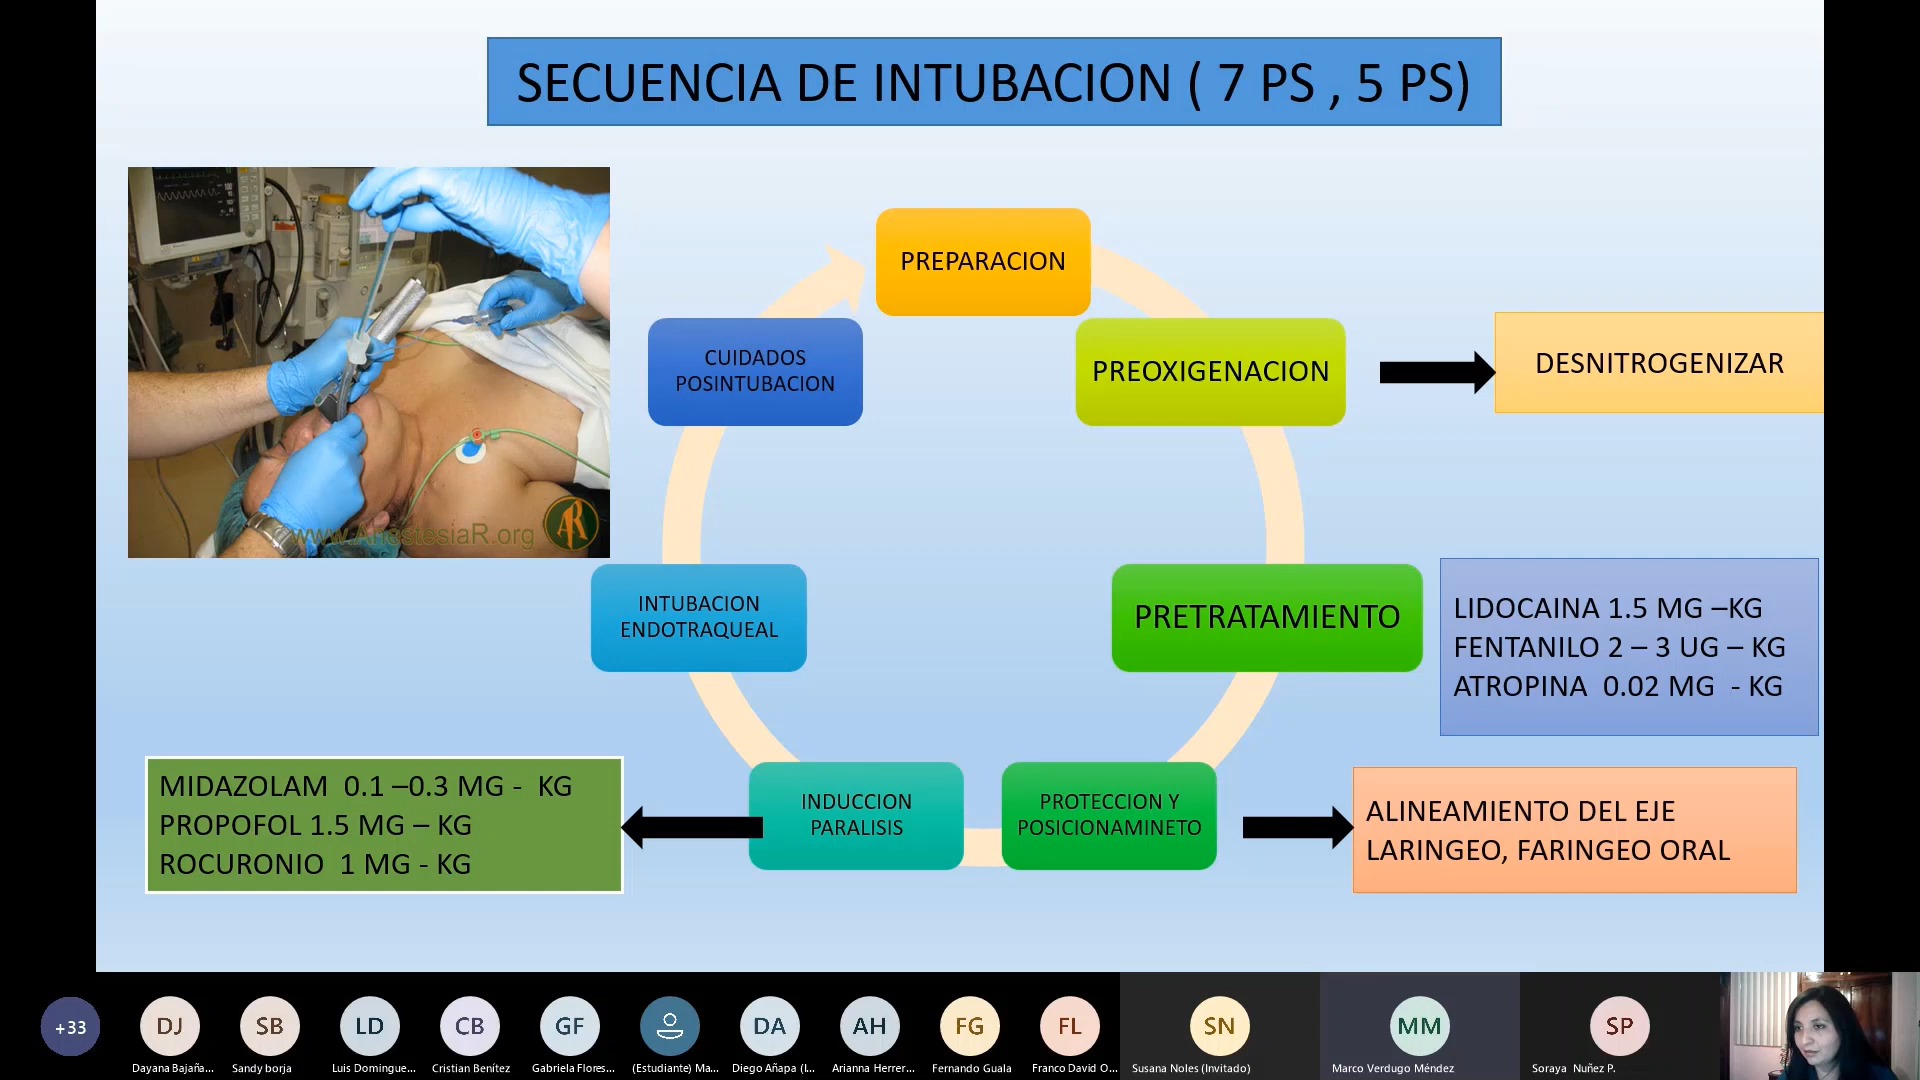 SECUENCIA DE INTUBACION ( 7 PS , 5 PS)
PREPARACION
PREOXIGENACION
DESNITROGENIZAR
PRETRATAMIENTO
LIDOCAINA 1.5 MG –KG
FENTANILO 2 – 3 UG – KG
ATROPINA 0.02 MG - KG
PROTECCION Y
POSICIONAMINETO
ALINEAMIENTO DEL EJE
LARINGEO, FARINGEO ORAL
INDUCCION
PARALISIS
MIDAZOLAM 0.1 –0.3 MG - KG
PROPOFOL 1.5 MG – KG
ROCURONIO 1 MG - KG
INTUBACION
ENDOTRAQUEAL
CUIDADOS
POSINTUBACION
www.AnestesiaR.org
AR
+33
DJ
SB
LD
CB
GF
DA
AH
FG
FL
SN
MM
SP
Dayana Bajaña...
Sandy borja
Luis Domingue...
Cristian Benítez
Gabriela Flores...
(Estudiante) Ma...
Diego Añapa (I...
Arianna Herrer...
Fernando Guala
Franco David O...
Susana Noles (Invitado)
Marco Verdugo Méndez
Soraya Nuñez P.